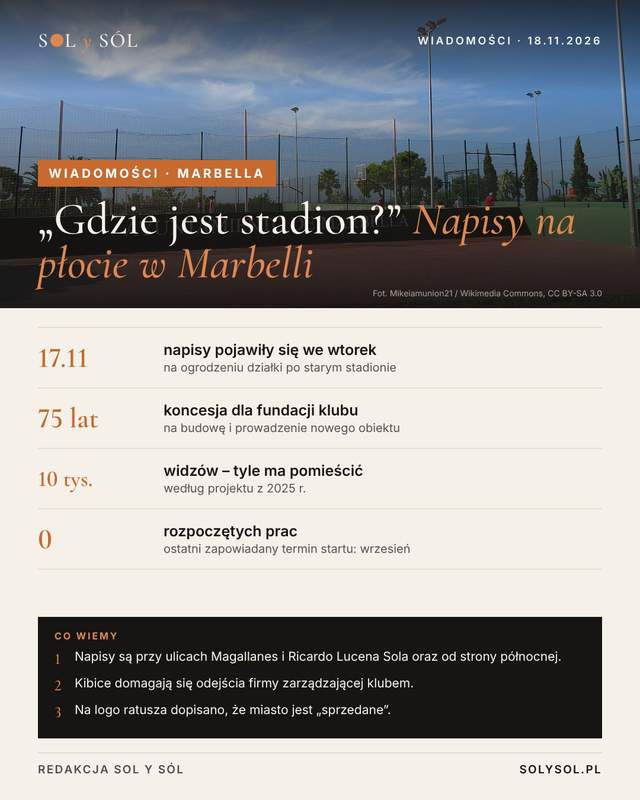 SOL y SÓL
WIADOMOŚCI · 18.11.2026
WIADOMOŚCI · MARBELLA
„Gdzie jest stadion?” Napisy na
płocie w Marbelli
Fot. Mikeiamunion21 / Wikimedia Commons, CC BY-SA 3.0
17.11
napisy pojawiły się we wtorek
na ogrodzeniu działki po starym stadionie
75 lat
koncesja dla fundacji klubu
na budowę i prowadzenie nowego obiektu
10 tys.
widzów – tyle ma pomieścić
według projektu z 2025 r.
0
rozpoczętych prac
ostatni zapowiadany termin startu: wrzesień
CO WIEMY
1 Napisy są przy ulicach Magallanes i Ricardo Lucena Sola oraz od strony północnej.
2 Kibice domagają się odejścia firmy zarządzającej klubem.
3 Na logo ratusza dopisano, że miasto jest „sprzedane”.
REDAKCJA SOL Y SÓL
SOLYSOL.PL